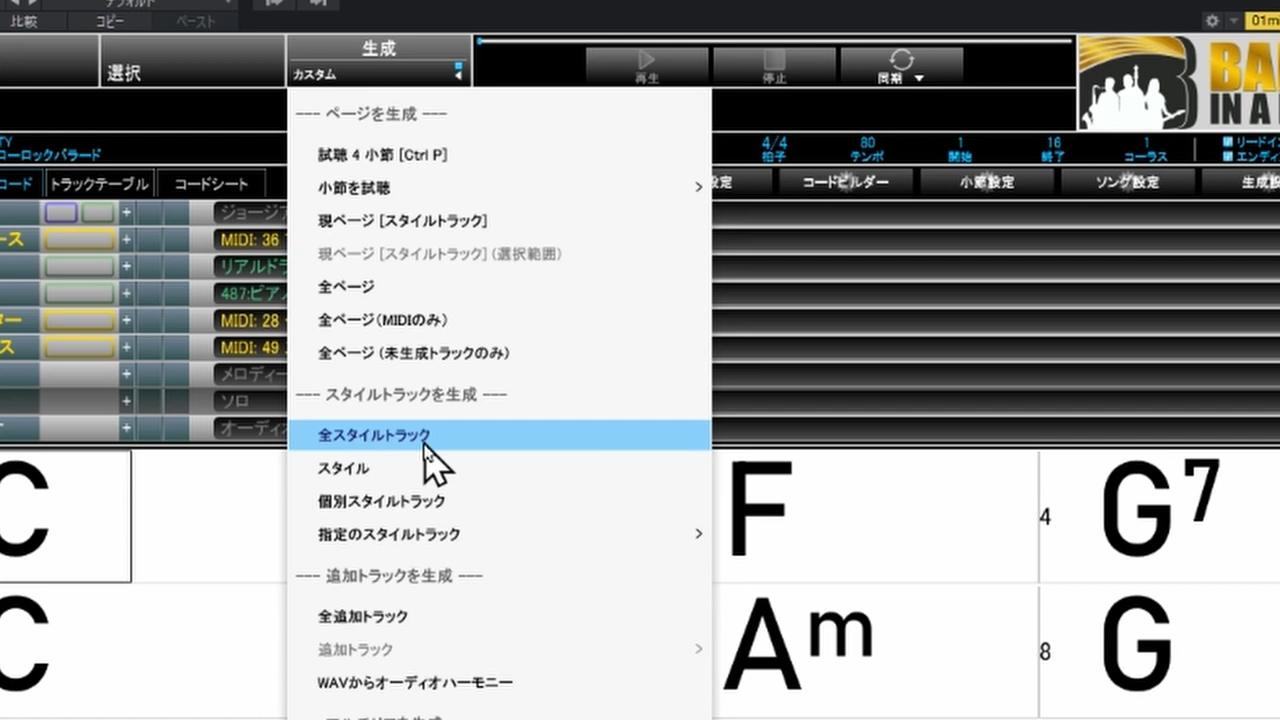 デフォルト
比較 コピー ペースト
選択
生成
カスタム
再生 停止 同期
IN A
4/4 80 1 16 1
拍子 テンポ 開始 終了 コーラス
コード トラックテーブル コードシート
コードビルダー 小節設定 ソング設定
MIDI: 36
487:ピア
MIDI: 28
MIDI: 49
ソロ
--- ページを生成 ---
試聴 4 小節 [Ctrl P]
小節を試聴
現ページ [スタイルトラック]
現ページ [スタイルトラック] (選択範囲)
全ページ
全ページ(MIDIのみ)
全ページ (未生成トラックのみ)
--- スタイルトラックを生成 ---
全スタイルトラック
スタイル
個別スタイルトラック
指定のスタイルトラック
--- 追加トラックを生成 ---
全追加トラック
追加トラック
WAVからオーディオハーモニー
C F 4 G7
C Am 8 G